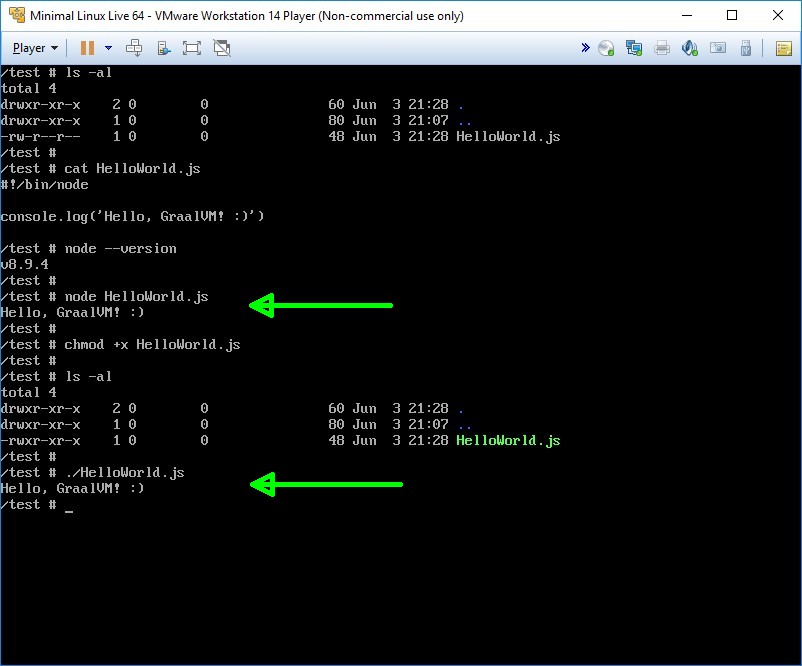 Minimal Linux Live 64 - VMware Workstation 14 Player (Non-commercial use only)
Player
/test # ls -al
total 4
drwxr-xr-x    2 0        0               60 Jun  3 21:28 .
drwxr-xr-x    1 0        0               80 Jun  3 21:07 ..
-rw-r--r--    1 0        0               48 Jun  3 21:28 HelloWorld.js
/test #
/test # cat HelloWorld.js
#!/bin/node
console.log('Hello, GraalVM! :)')
/test # node --version
v8.9.4
/test #
/test # node HelloWorld.js
Hello, GraalVM! :)
/test #
/test # chmod +x HelloWorld.js
/test #
/test # ls -al
total 4
drwxr-xr-x    2 0        0               60 Jun  3 21:28 .
drwxr-xr-x    1 0        0               80 Jun  3 21:07 ..
-rwxr-xr-x    1 0        0               48 Jun  3 21:28 HelloWorld.js
/test #
/test # ./HelloWorld.js
Hello, GraalVM! :)
/test # _